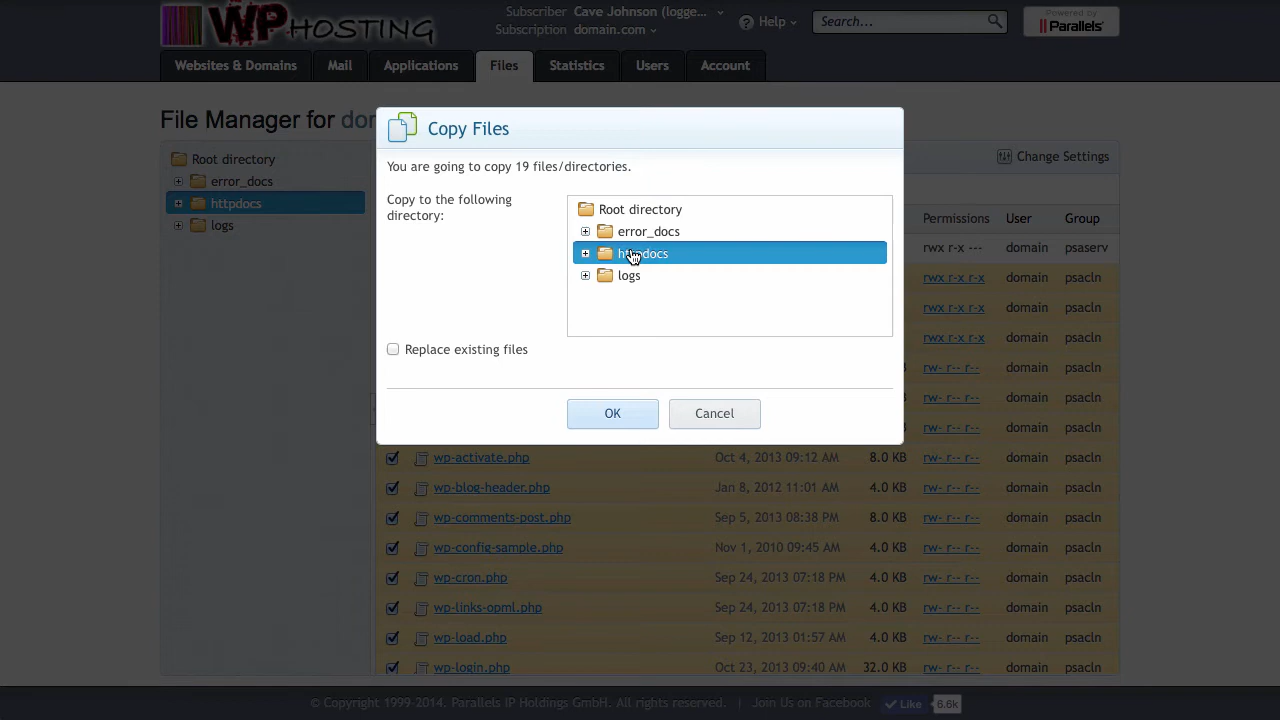 WP HOSTING
Subscriber Cave Johnson (logge...
Subscription domain.com
Help
Search...
Powered by
Parallels
Websites & Domains
Mail
Applications
Files
Statistics
Users
Account
File Manager for
Root directory
error_docs
httpdocs
logs
Change Settings
Permissions User Group
rwx r-x --- domain psaserv
rwx r-x r-x domain psacln
rwx r-x r-x domain psacln
rwx r-x r-x domain psacln
rw- r-- r-- domain psacln
rw- r-- r-- domain psacln
rw- r-- r-- domain psacln
Copy Files
You are going to copy 19 files/directories.
Copy to the following
directory:
Root directory
error_docs
httpdocs
logs
Replace existing files
OK
Cancel
wp-activate.php Oct 4, 2013 09:12 AM 8.0 KB rw- r-- r-- domain psacln
wp-blog-header.php Jan 8, 2012 11:01 AM 4.0 KB rw- r-- r-- domain psacln
wp-comments-post.php Sep 5, 2013 08:38 PM 8.0 KB rw- r-- r-- domain psacln
wp-config-sample.php Nov 1, 2010 09:45 AM 4.0 KB rw- r-- r-- domain psacln
wp-cron.php Sep 24, 2013 07:18 PM 4.0 KB rw- r-- r-- domain psacln
wp-links-opml.php Sep 24, 2013 07:18 PM 4.0 KB rw- r-- r-- domain psacln
wp-load.php Sep 12, 2013 01:57 AM 4.0 KB rw- r-- r-- domain psacln
wp-login.php Oct 23, 2013 09:40 AM 32.0 KB rw- r-- r-- domain psacln
© Copyright 1999-2014. Parallels IP Holdings GmbH. All rights reserved. | Join Us on Facebook Like 6.6k